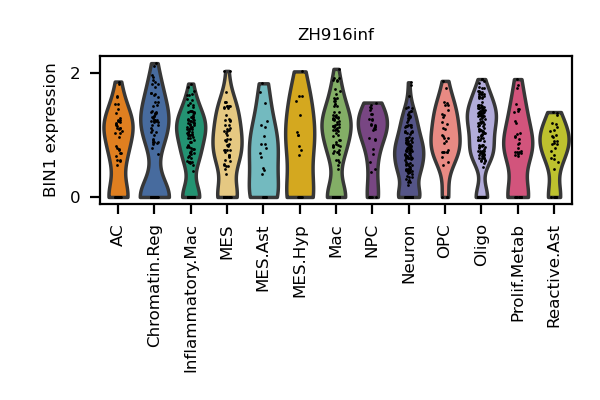 ZH916inf
BIN1 expression
2
0
AC
Chromatin.Reg
Inflammatory.Mac
MES
MES.Ast
MES.Hyp
Mac
NPC
Neuron
OPC
Oligo
Prolif.Metab
Reactive.Ast